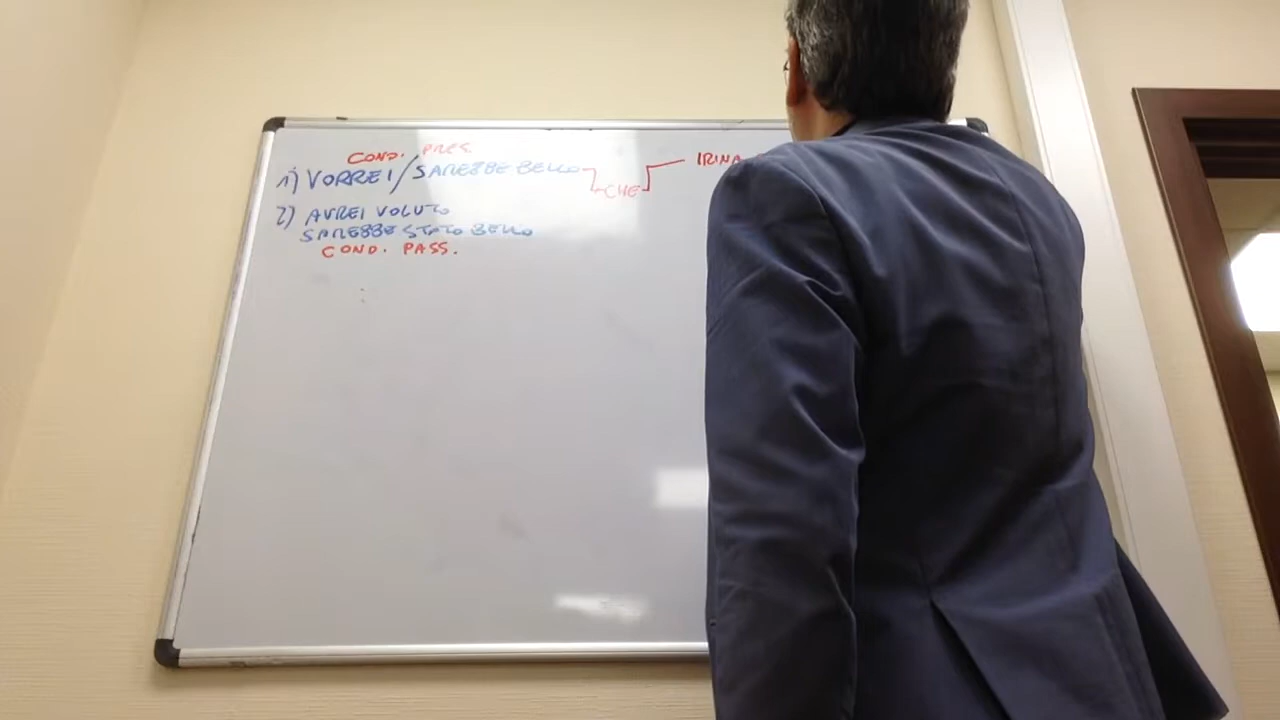 COND. PRES.
1) VORREI/SAREBBE BELLO CHE IRINA
2) AVREI VOLUTO
SAREBBE STATO BELLO
COND. PASS.